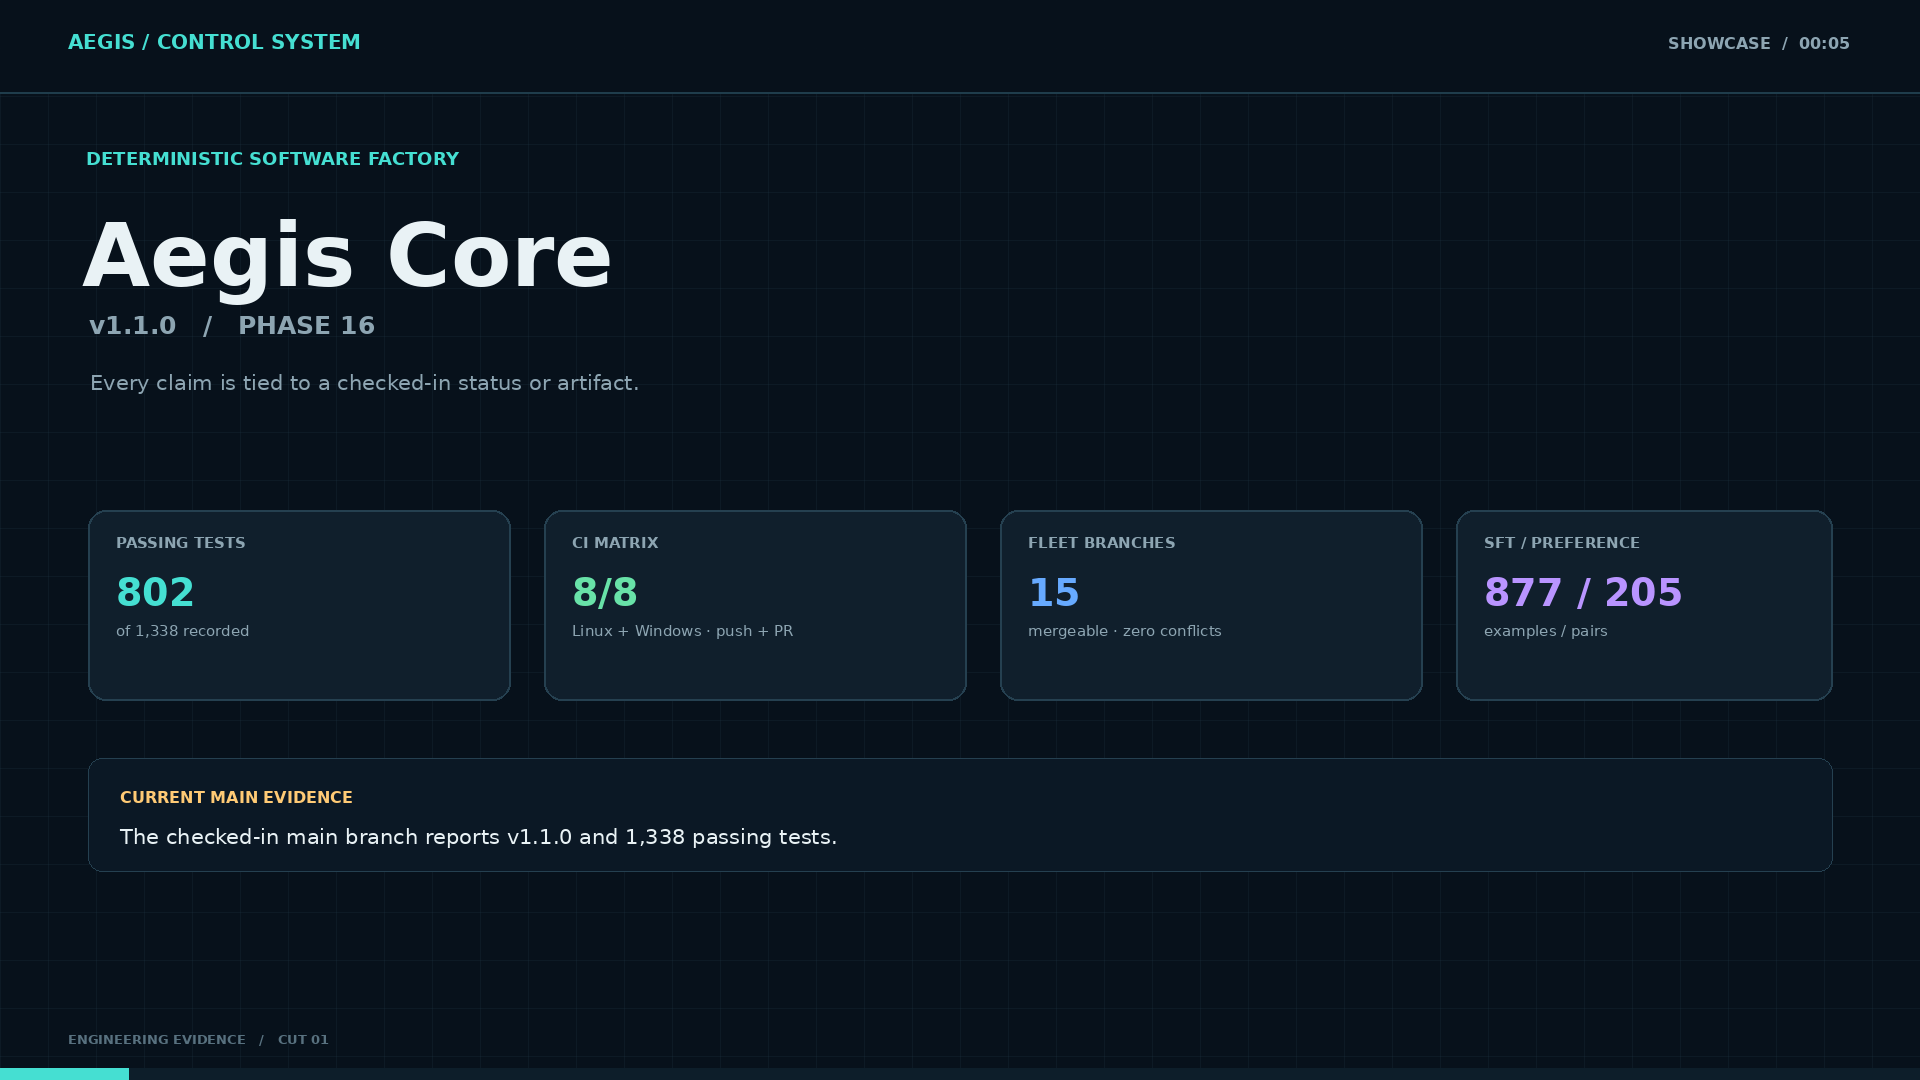 AEGIS / CONTROL SYSTEM
SHOWCASE / 00:05
DETERMINISTIC SOFTWARE FACTORY
Aegis Core
v1.1.0 / PHASE 16
Every claim is tied to a checked-in status or artifact.
PASSING TESTS
802
of 1,338 recorded
CI MATRIX
8/8
Linux + Windows · push + PR
FLEET BRANCHES
15
mergeable · zero conflicts
SFT / PREFERENCE
877 / 205
examples / pairs
CURRENT MAIN EVIDENCE
The checked-in main branch reports v1.1.0 and 1,338 passing tests.
ENGINEERING EVIDENCE / CUT 01